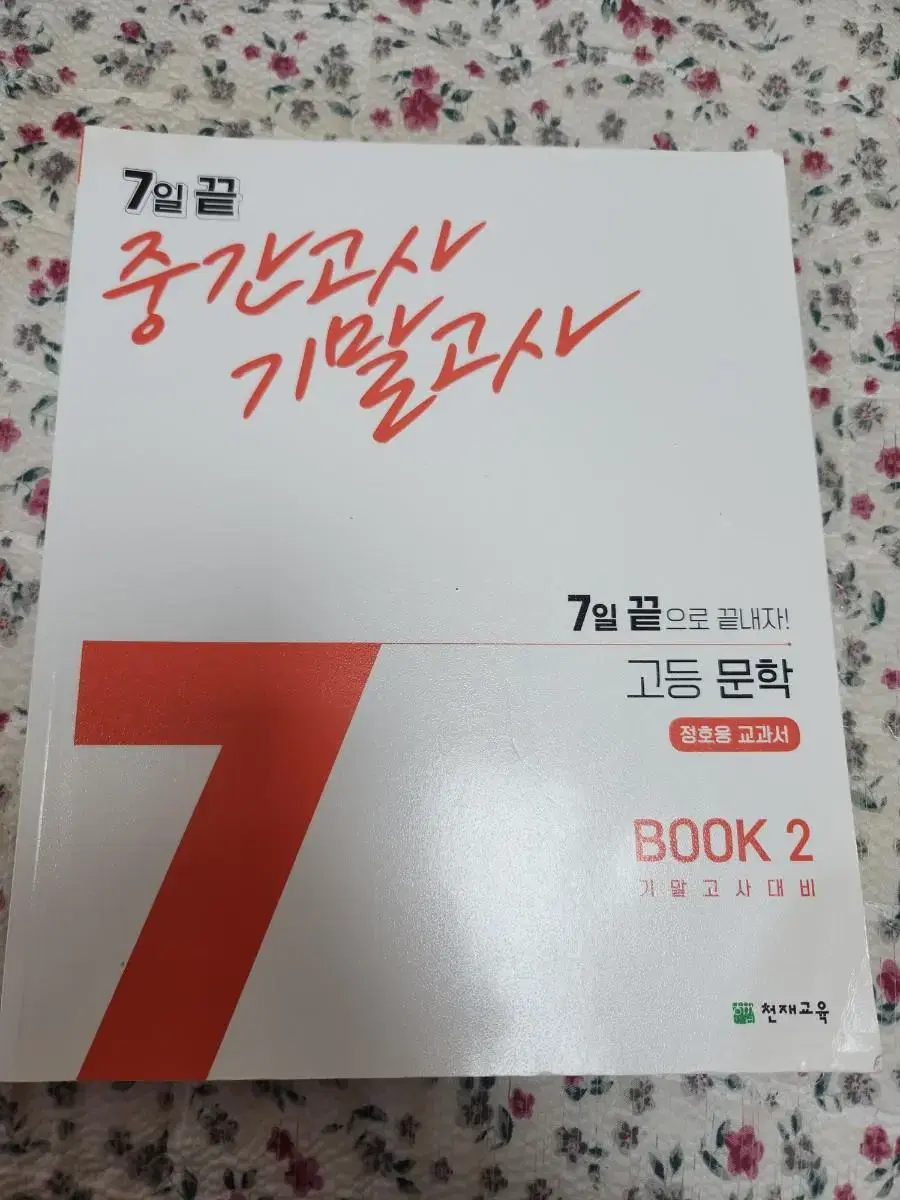 7일 끝
중간고사
기말고사
7일 끝으로 끝내자!
고등 문학
정호웅 교과서
BOOK 2
기말고사대비
천재교육